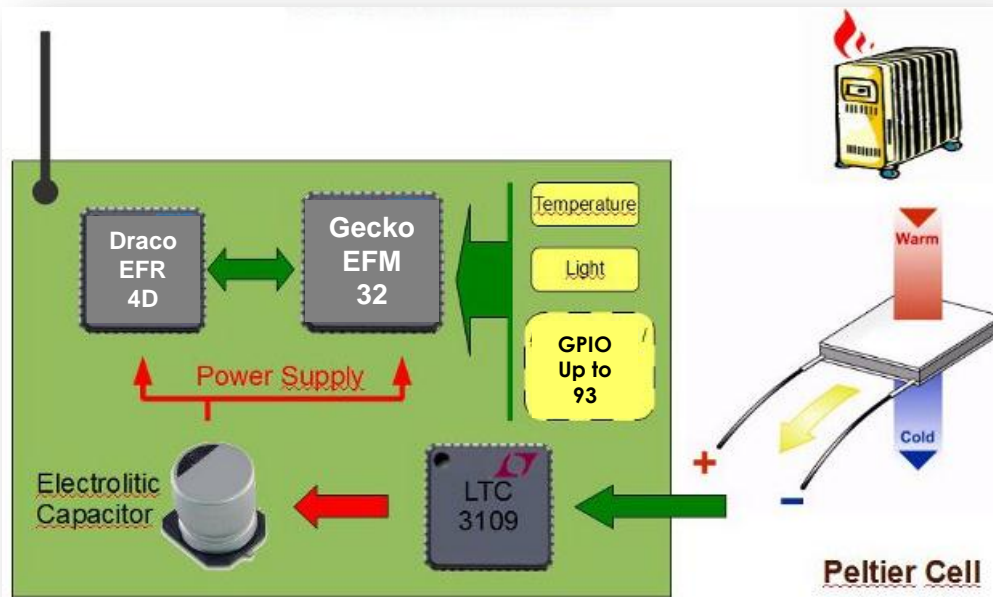 Draco
EFR
4D
Gecko
EFM
32
Temperature
Light
GPIO
Up to
93
Power Supply
Electrolitic
Capacitor
LTC
3109
Warm
Cold
+
−
Peltier Cell